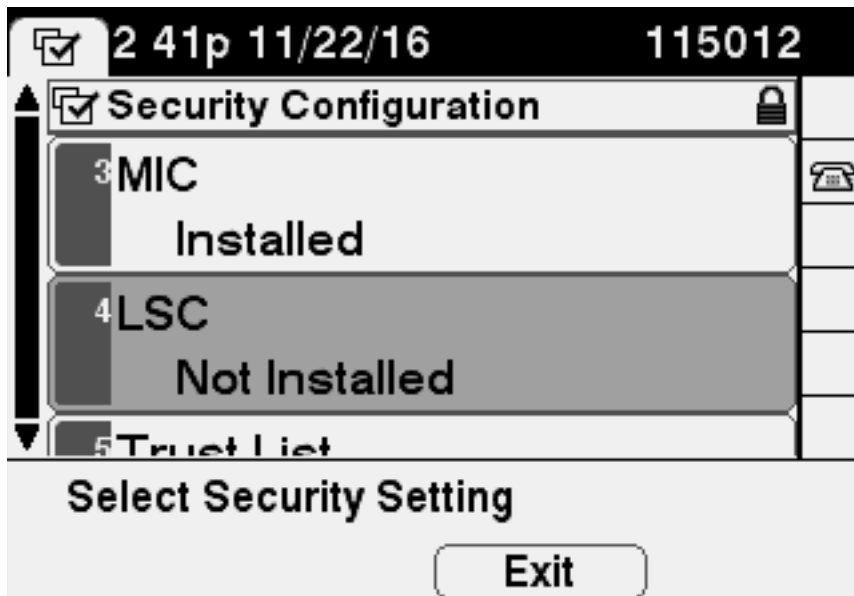 2 41p 11/22/16 115012
Security Configuration
3 MIC
Installed
4 LSC
Not Installed
5 Trust List
Select Security Setting
Exit